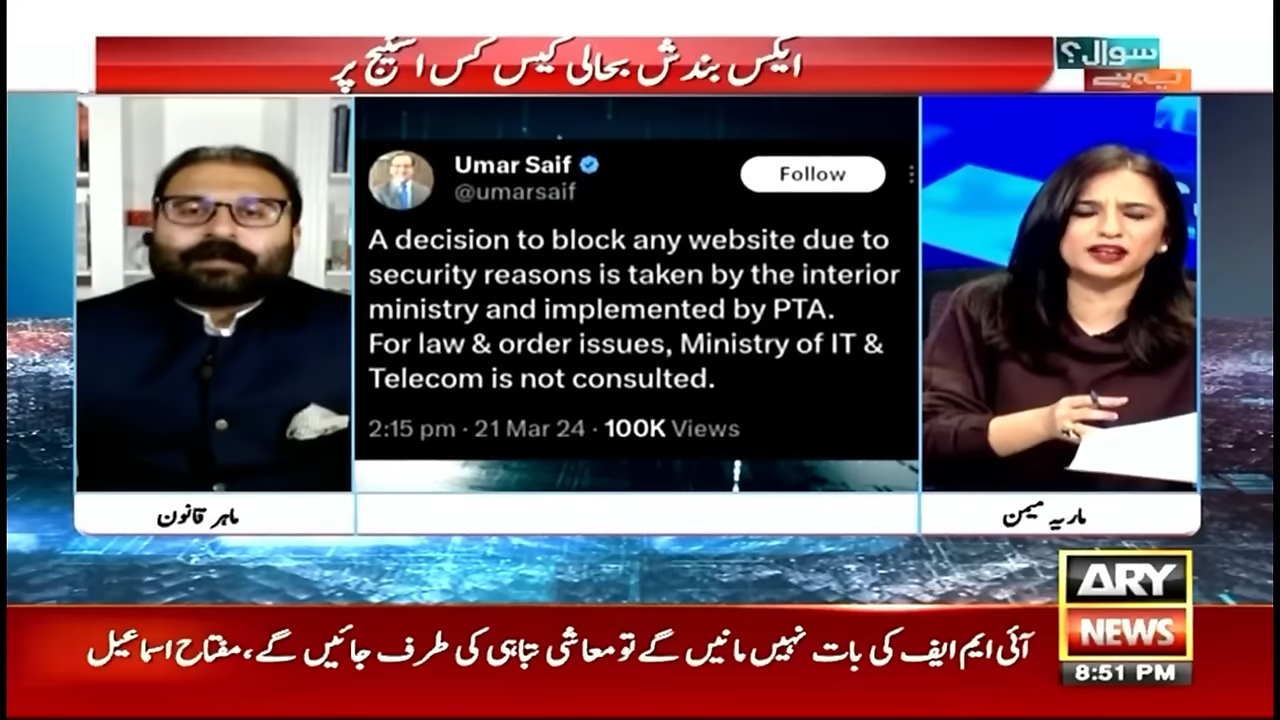 ایکس بندش بحالی کیس کس اسٹیج پر
سوال؟
یہ ہے
Umar Saif
@umarsaif
Follow
A decision to block any website due to
security reasons is taken by the interior
ministry and implemented by PTA.
For law & order issues, Ministry of IT &
Telecom is not consulted.
2:15 pm · 21 Mar 24 · 100K Views
ماہر قانون
ماریہ میمن
ARY
NEWS
8:51 PM
آئی ایم ایف کی بات نہیں مانیں گے تو معاشی تباہی کی طرف جائیں گے، مفتاح اسماعیل